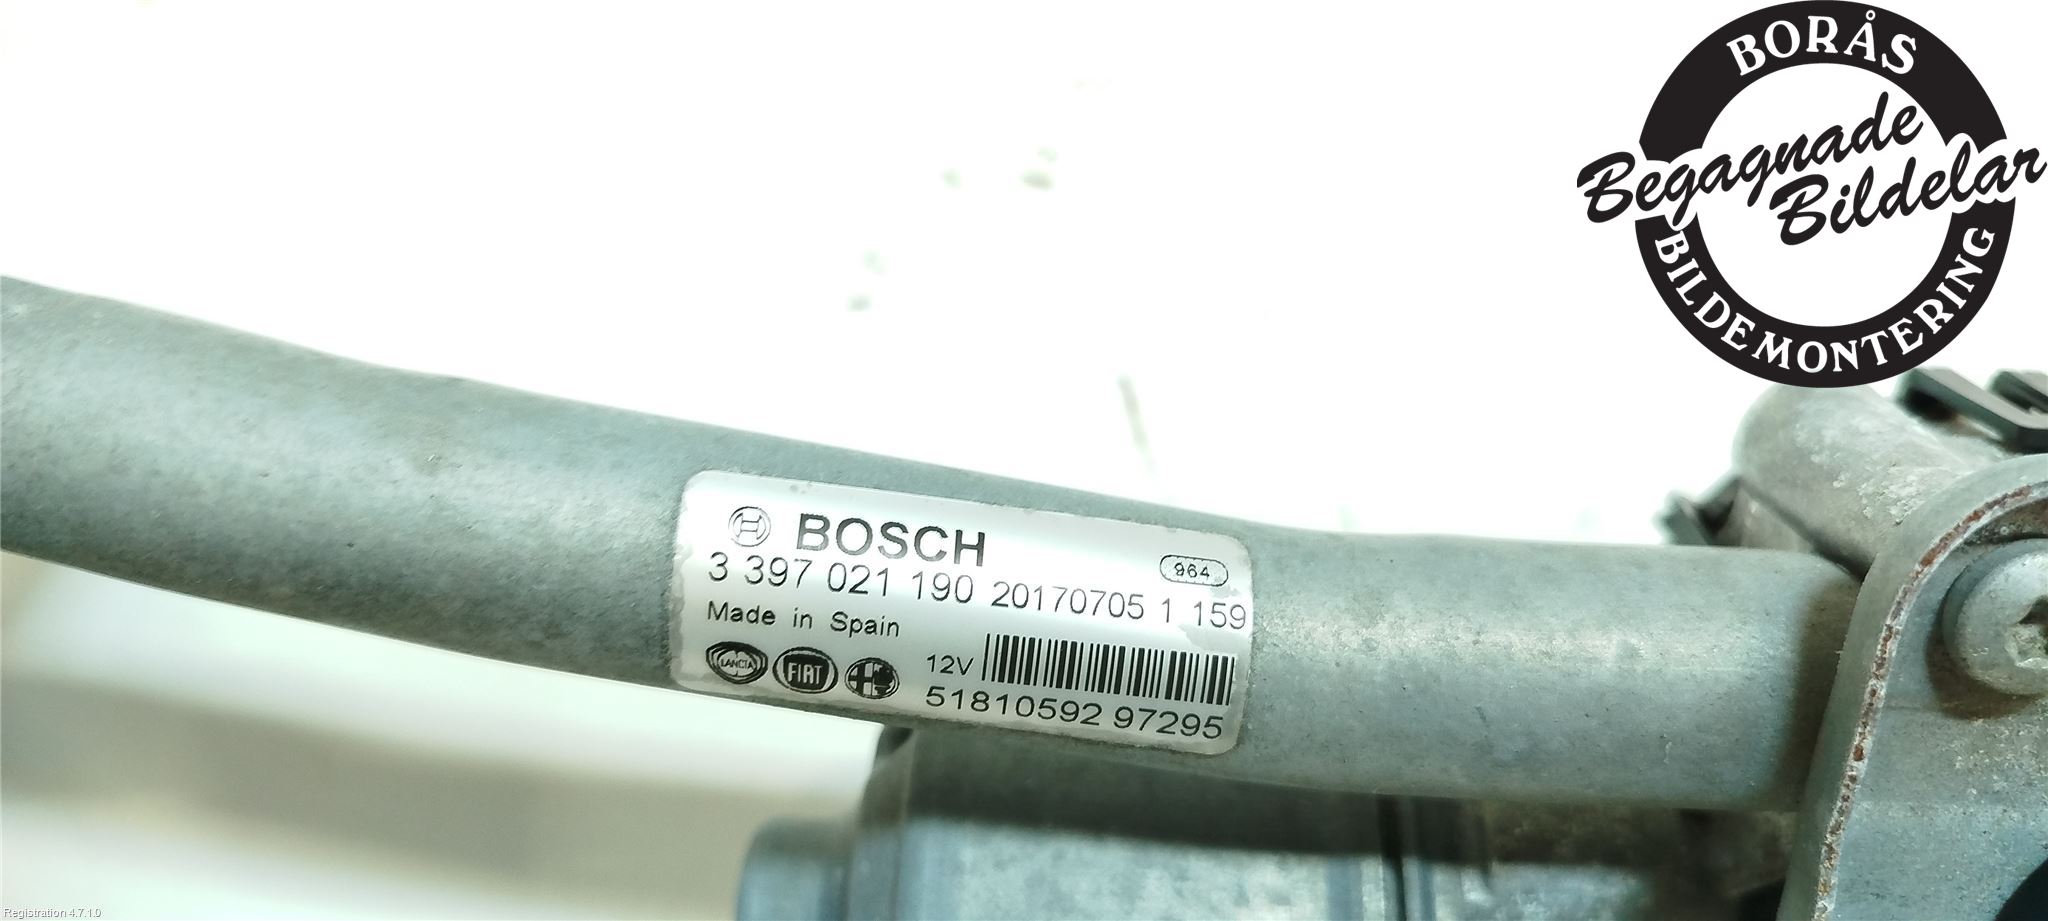 BORÅS
Begagnade
Bildelar
BILDEMONTERING
BOSCH
964
3 397 021 190 20170705 1 159
Made in Spain
LANCIA FIAT
12V
51810592 97295
Registration 4.7.1.0